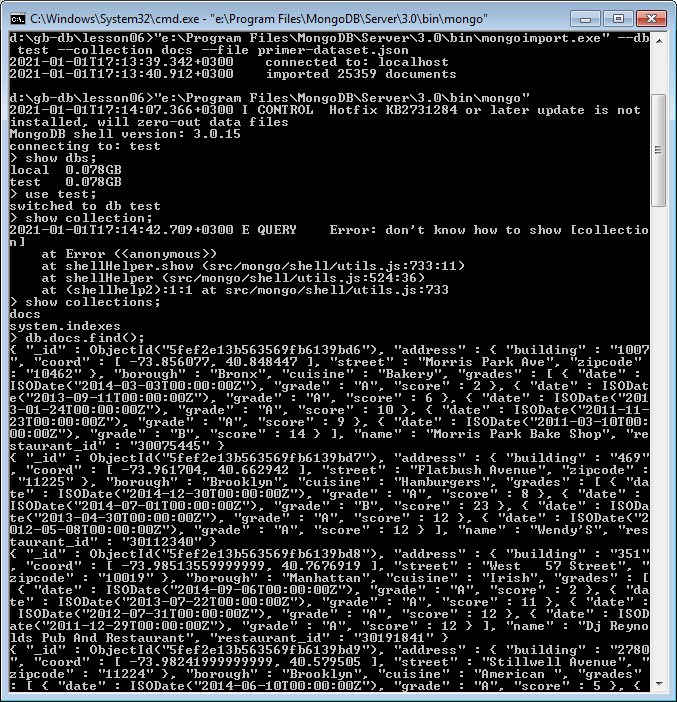 C:\Windows\System32\cmd.exe - "e:\Program Files\MongoDB\Server\3.0\bin\mongo"
d:\gb-db\lesson06>"e:\Program Files\MongoDB\Server\3.0\bin\mongoimport.exe" --db
 test --collection docs --file primer-dataset.json
2021-01-01T17:13:39.342+0300    connected to: localhost
2021-01-01T17:13:40.912+0300    imported 25359 documents
d:\gb-db\lesson06>"e:\Program Files\MongoDB\Server\3.0\bin\mongo"
2021-01-01T17:14:07.366+0300 I CONTROL  Hotfix KB2731284 or later update is not
installed, will zero-out data files
MongoDB shell version: 3.0.15
connecting to: test
> show dbs;
local  0.078GB
test   0.078GB
> use test;
switched to db test
> show collection;
2021-01-01T17:14:42.709+0300 E QUERY    Error: don't know how to show [collectio
n]
    at Error (<anonymous>)
    at shellHelper.show (src/mongo/shell/utils.js:733:11)
    at shellHelper (src/mongo/shell/utils.js:524:36)
    at (shellhelp2):1:1 at src/mongo/shell/utils.js:733
> show collections;
docs
system.indexes
> db.docs.find();
{ "_id" : ObjectId("5fef2e13b563569fb6139bd6"), "address" : { "building" : "1007
", "coord" : [ -73.856077, 40.848447 ], "street" : "Morris Park Ave", "zipcode"
: "10462" }, "borough" : "Bronx", "cuisine" : "Bakery", "grades" : [ { "date" :
ISODate("2014-03-03T00:00:00Z"), "grade" : "A", "score" : 2 }, { "date" : ISODat
e("2013-09-11T00:00:00Z"), "grade" : "A", "score" : 6 }, { "date" : ISODate("201
3-01-24T00:00:00Z"), "grade" : "A", "score" : 10 }, { "date" : ISODate("2011-11-
23T00:00:00Z"), "grade" : "A", "score" : 9 }, { "date" : ISODate("2011-03-10T00:
00:00Z"), "grade" : "B", "score" : 14 } ], "name" : "Morris Park Bake Shop", "re
staurant_id" : "30075445" }
{ "_id" : ObjectId("5fef2e13b563569fb6139bd7"), "address" : { "building" : "469"
, "coord" : [ -73.961704, 40.662942 ], "street" : "Flatbush Avenue", "zipcode" :
 "11225" }, "borough" : "Brooklyn", "cuisine" : "Hamburgers", "grades" : [ { "da
te" : ISODate("2014-12-30T00:00:00Z"), "grade" : "A", "score" : 8 }, { "date" :
ISODate("2014-07-01T00:00:00Z"), "grade" : "B", "score" : 23 }, { "date" : ISODa
te("2013-04-30T00:00:00Z"), "grade" : "A", "score" : 12 }, { "date" : ISODate("2
012-05-08T00:00:00Z"), "grade" : "A", "score" : 12 } ], "name" : "Wendy'S", "res
taurant_id" : "30112340" }
{ "_id" : ObjectId("5fef2e13b563569fb6139bd8"), "address" : { "building" : "351"
, "coord" : [ -73.98513559999999, 40.7676919 ], "street" : "West   57 Street", "
zipcode" : "10019" }, "borough" : "Manhattan", "cuisine" : "Irish", "grades" : [
 { "date" : ISODate("2014-09-06T00:00:00Z"), "grade" : "A", "score" : 2 }, { "da
te" : ISODate("2013-07-22T00:00:00Z"), "grade" : "A", "score" : 11 }, { "date" :
 ISODate("2012-07-31T00:00:00Z"), "grade" : "A", "score" : 12 }, { "date" : ISOD
ate("2011-12-29T00:00:00Z"), "grade" : "A", "score" : 12 } ], "name" : "Dj Reyno
lds Pub And Restaurant", "restaurant_id" : "30191841" }
{ "_id" : ObjectId("5fef2e13b563569fb6139bd9"), "address" : { "building" : "2780
", "coord" : [ -73.98241999999999, 40.579505 ], "street" : "Stillwell Avenue", "
zipcode" : "11224" }, "borough" : "Brooklyn", "cuisine" : "American ", "grades"
: [ { "date" : ISODate("2014-06-10T00:00:00Z"), "grade" : "A", "score" : 5 }, {